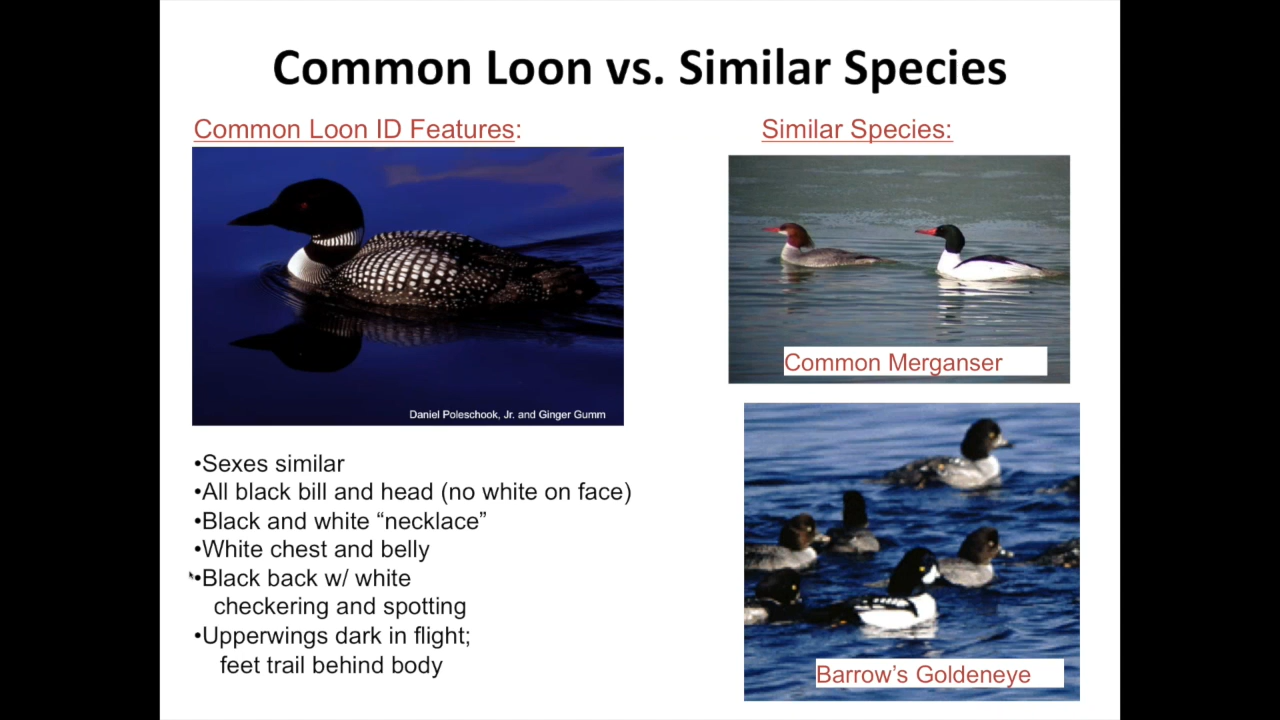 Common Loon vs. Similar Species
Common Loon ID Features:
Daniel Poleschook, Jr. and Ginger Gumm
•Sexes similar
•All black bill and head (no white on face)
•Black and white “necklace”
•White chest and belly
•Black back w/ white
checkering and spotting
•Upperwings dark in flight;
feet trail behind body
Similar Species:
Common Merganser
Barrow’s Goldeneye